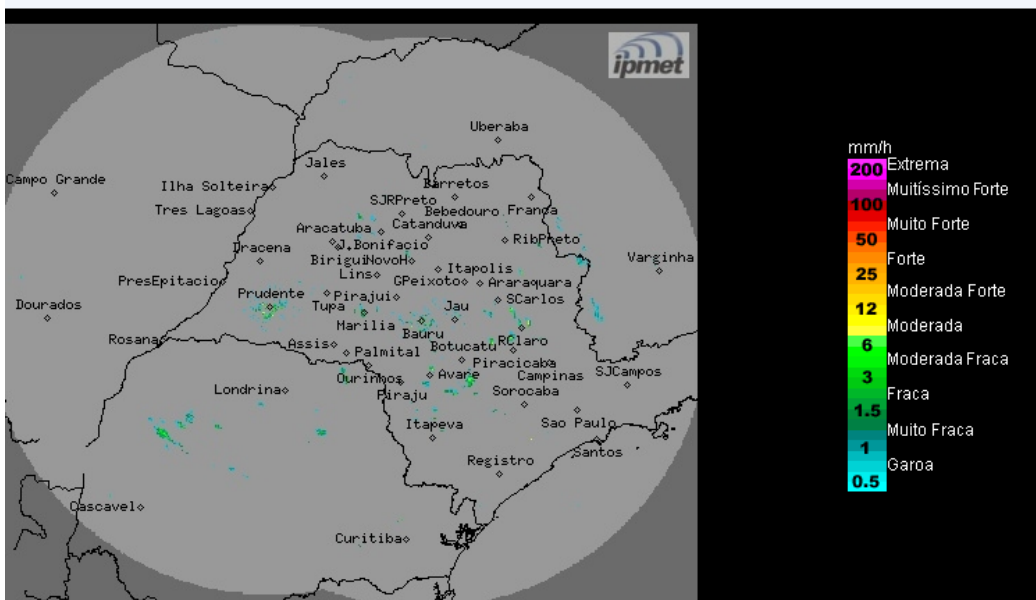 ipmet
Uberaba
Jales
Campo Grande
Ilha Solteira
Barretos
SJRPreto
Tres Lagoas
Bebedouro
Franca
Aracatuba
Catanduva
Dracena
J.Bonifacio
RibPreto
Birigui
NovoH
Varginha
Lins
Itapolis
PresEpitacio
GPeixoto
Araraquara
Prudente
Tupa
Pirajui
SCarlos
Dourados
Jau
Marilia
Bauru
Rosana
Assis
Botucatu
RClaro
Palmital
Piracicaba
SJCampos
Ourinhos
Avare
Campinas
Londrina
Piraju
Sorocaba
Itapeva
Sao Paulo
Santos
Registro
Cascavel
Curitiba
mm/h
200 Extrema
Muitíssimo Forte
100
Muito Forte
50
Forte
25
Moderada Forte
12
Moderada
6
Moderada Fraca
3
Fraca
1.5
Muito Fraca
1
Garoa
0.5